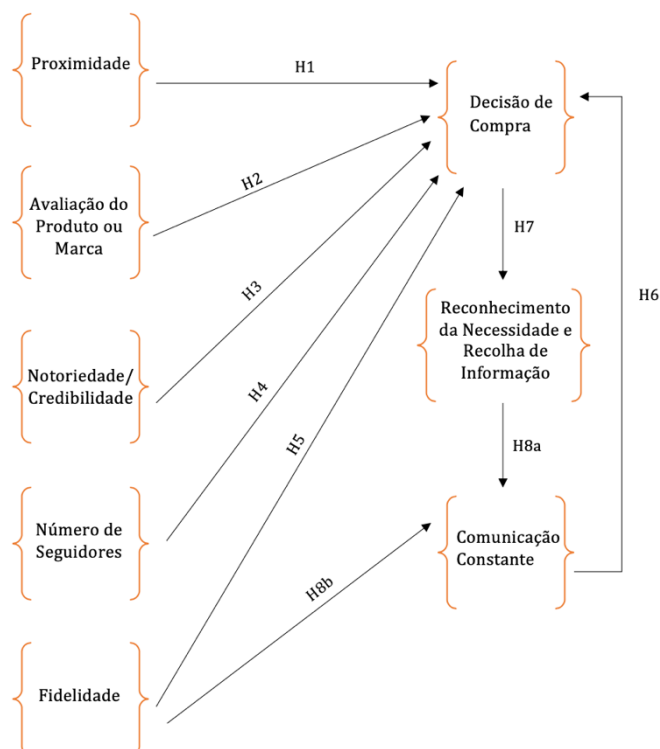 Proximidade
H1
Decisão de
Compra
Avaliação do
Produto ou
Marca
H2
H7
H3
Reconhecimento
da Necessidade e
Recolha de
Informação
H6
Notoriedade/
Credibilidade
H4
H5
H8a
Número de
Seguidores
Comunicação
Constante
H8b
Fidelidade